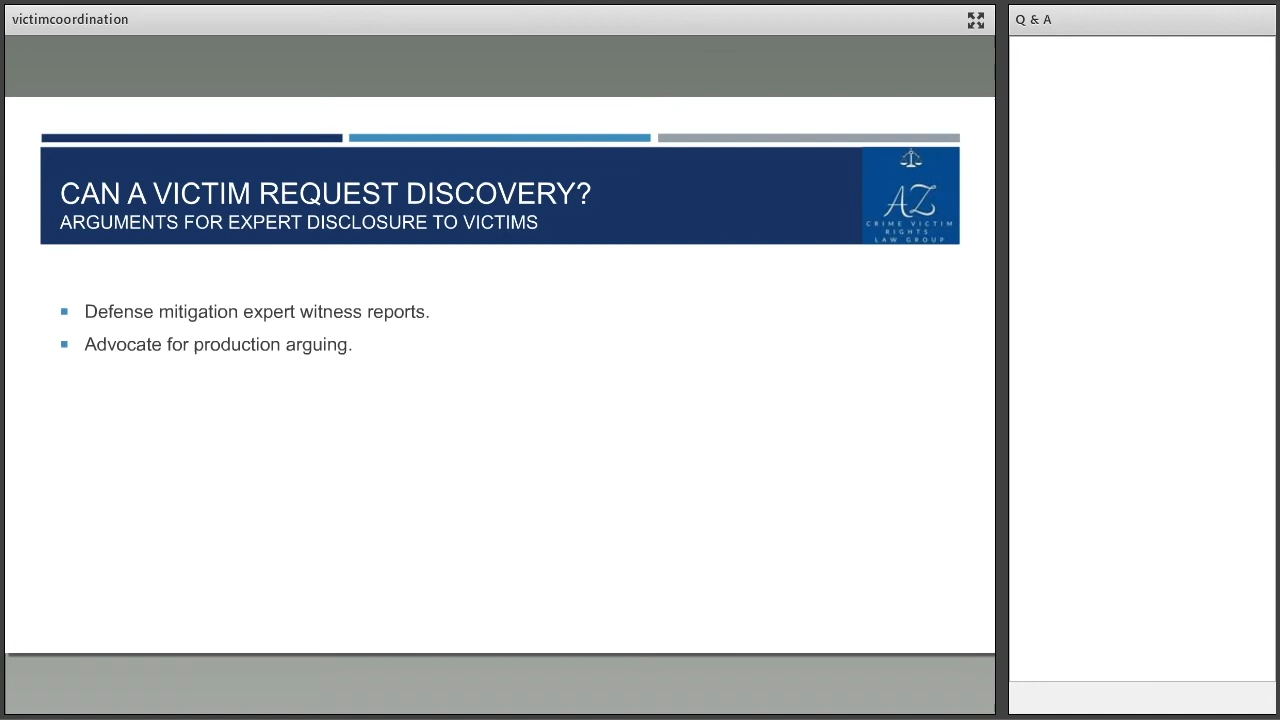 victimcoordination
Q & A
CAN A VICTIM REQUEST DISCOVERY?
ARGUMENTS FOR EXPERT DISCLOSURE TO VICTIMS
AZ
CRIME VICTIM
RIGHTS
LAW GROUP
Defense mitigation expert witness reports.
Advocate for production arguing.